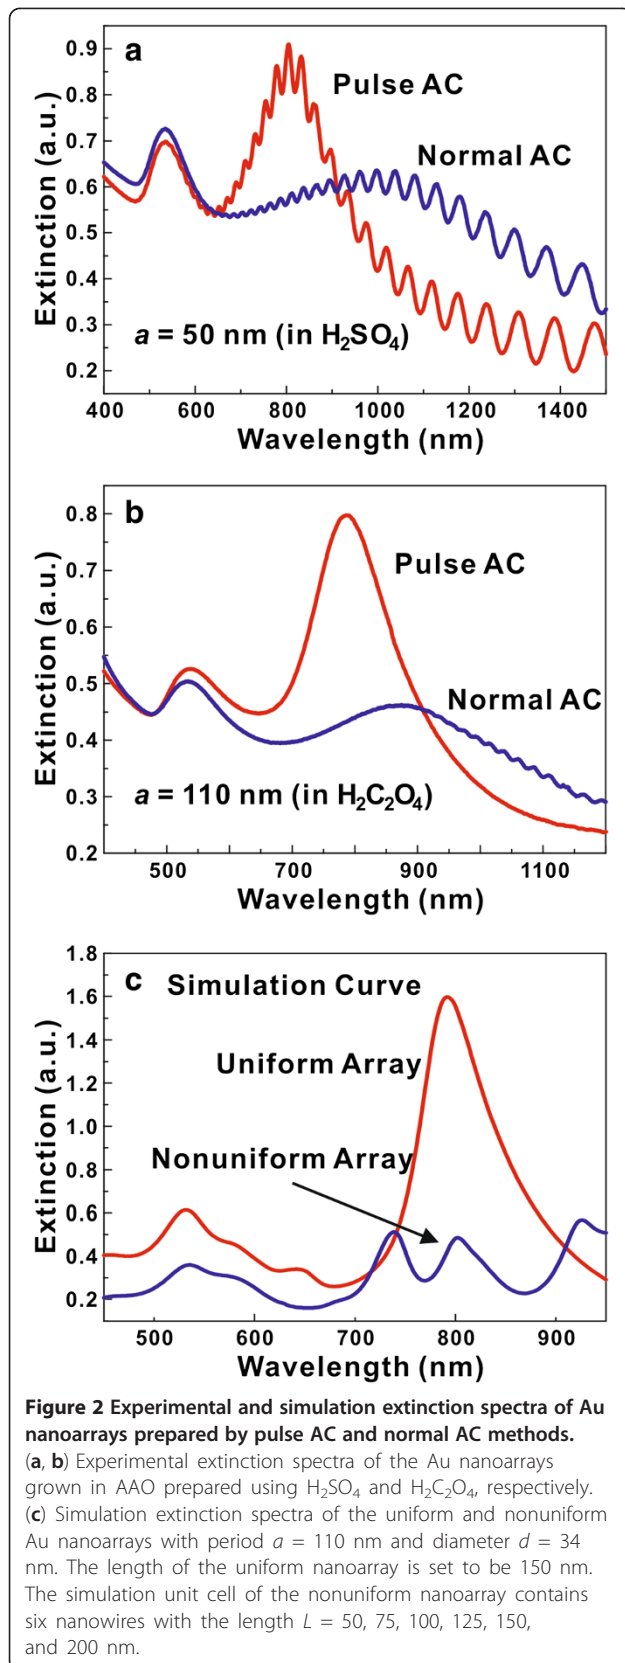 a
Pulse AC
Normal AC
a = 50 nm (in H₂SO₄)
Extinction (a.u.)
0.9
0.8
0.7
0.6
0.5
0.4
0.3
0.2
400 600 800 1000 1200 1400
Wavelength (nm)
b
Pulse AC
Normal AC
a = 110 nm (in H₂C₂O₄)
Extinction (a.u.)
0.8
0.7
0.6
0.5
0.4
0.3
0.2
500 700 900 1100
Wavelength (nm)
c
Simulation Curve
Uniform Array
Nonuniform Array
Extinction (a.u.)
1.8
1.6
1.4
1.2
1.0
0.8
0.6
0.4
0.2
500 600 700 800 900
Wavelength (nm)
Figure 2 Experimental and simulation extinction spectra of Au
nanoarrays prepared by pulse AC and normal AC methods.
(a, b) Experimental extinction spectra of the Au nanoarrays
grown in AAO prepared using H₂SO₄ and H₂C₂O₄, respectively.
(c) Simulation extinction spectra of the uniform and nonuniform
Au nanoarrays with period a = 110 nm and diameter d = 34
nm. The length of the uniform nanoarray is set to be 150 nm.
The simulation unit cell of the nonuniform nanoarray contains
six nanowires with the length L = 50, 75, 100, 125, 150,
and 200 nm.